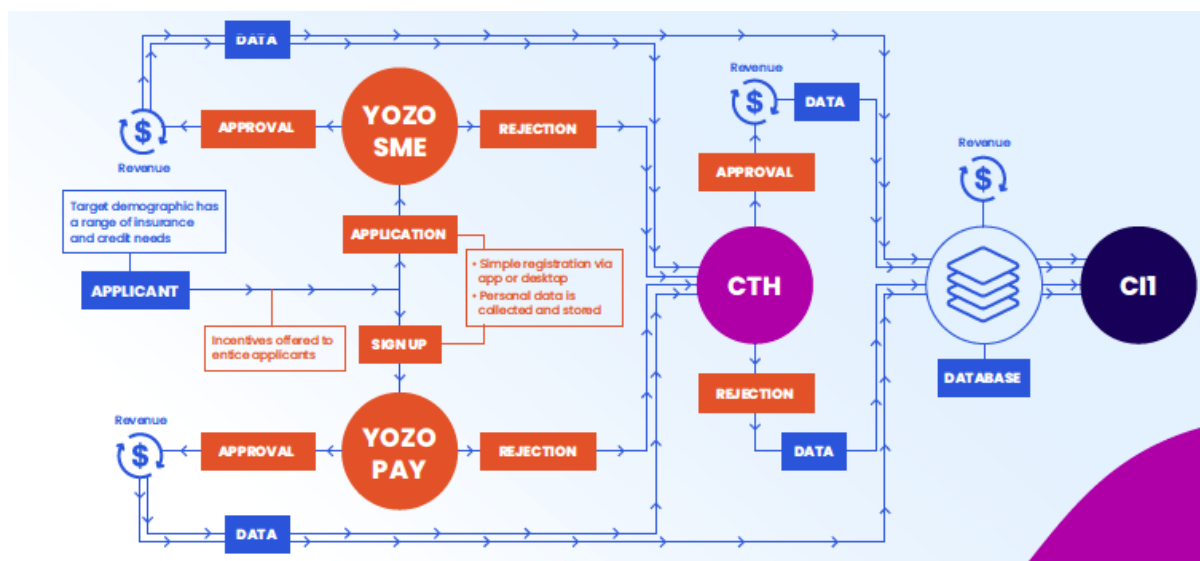 DATA
YOZO
SME
APPROVAL
REJECTION
Revenue
Revenue
DATA
APPROVAL
Revenue
Target demographic has
a range of insurance
and credit needs
APPLICATION
APPLICANT
• Simple registration via
app or desktop
• Personal data is
collected and stored
CTH
CI1
Incentives offered to
entice applicants
SIGN UP
DATABASE
REJECTION
Revenue
APPROVAL
YOZO
PAY
REJECTION
DATA
DATA
$
$
$
$